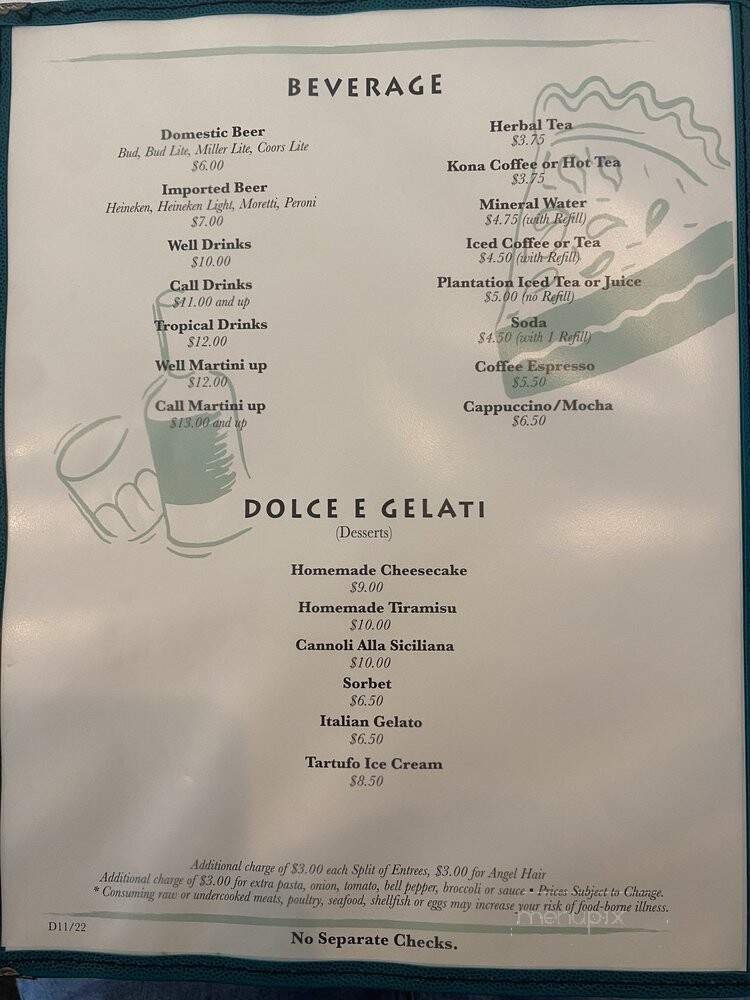 BEVERAGE
Domestic Beer
Bud, Bud Lite, Miller Lite, Coors Lite
$6.00
Imported Beer
Heineken, Heineken Light, Moretti, Peroni
$7.00
Well Drinks
$10.00
Call Drinks
$11.00 and up
Tropical Drinks
$12.00
Well Martini up
$12.00
Call Martini up
$13.00 and up
Herbal Tea
$3.75
Kona Coffee or Hot Tea
$3.75
Mineral Water
$4.75 (with Refill)
Iced Coffee or Tea
$4.50 (with Refill)
Plantation Iced Tea or Juice
$5.00 (no Refill)
Soda
$4.50 (with 1 Refill)
Coffee Espresso
$5.50
Cappuccino/Mocha
$6.50
DOLCE E GELATI
(Desserts)
Homemade Cheesecake
$9.00
Homemade Tiramisu
$10.00
Cannoli Alla Siciliana
$10.00
Sorbet
$6.50
Italian Gelato
$6.50
Tartufo Ice Cream
$8.50
Additional charge of $3.00 each Split of Entrees, $3.00 for Angel Hair
Additional charge of $3.00 for extra pasta, onion, tomato, bell pepper, broccoli or sauce • Prices Subject to Change.
* Consuming raw or undercooked meats, poultry, seafood, shellfish or eggs may increase your risk of food-borne illness.
menupix
D11/22
No Separate Checks.